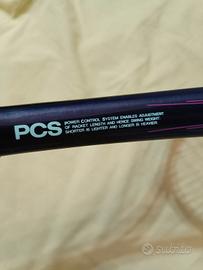 PCS
POWER CONTROL SYSTEM ENABLES ADJUSTMENT
OF RACKET LENGTH AND HENCE SWING WEIGHT.
SHORTER IS LIGHTER AND LONGER IS HEAVIER.
subito